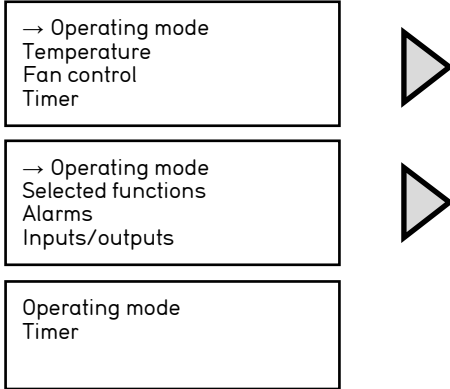 → Operating mode
Temperature
Fan control
Timer
→ Operating mode
Selected functions
Alarms
Inputs/outputs
Operating mode
Timer